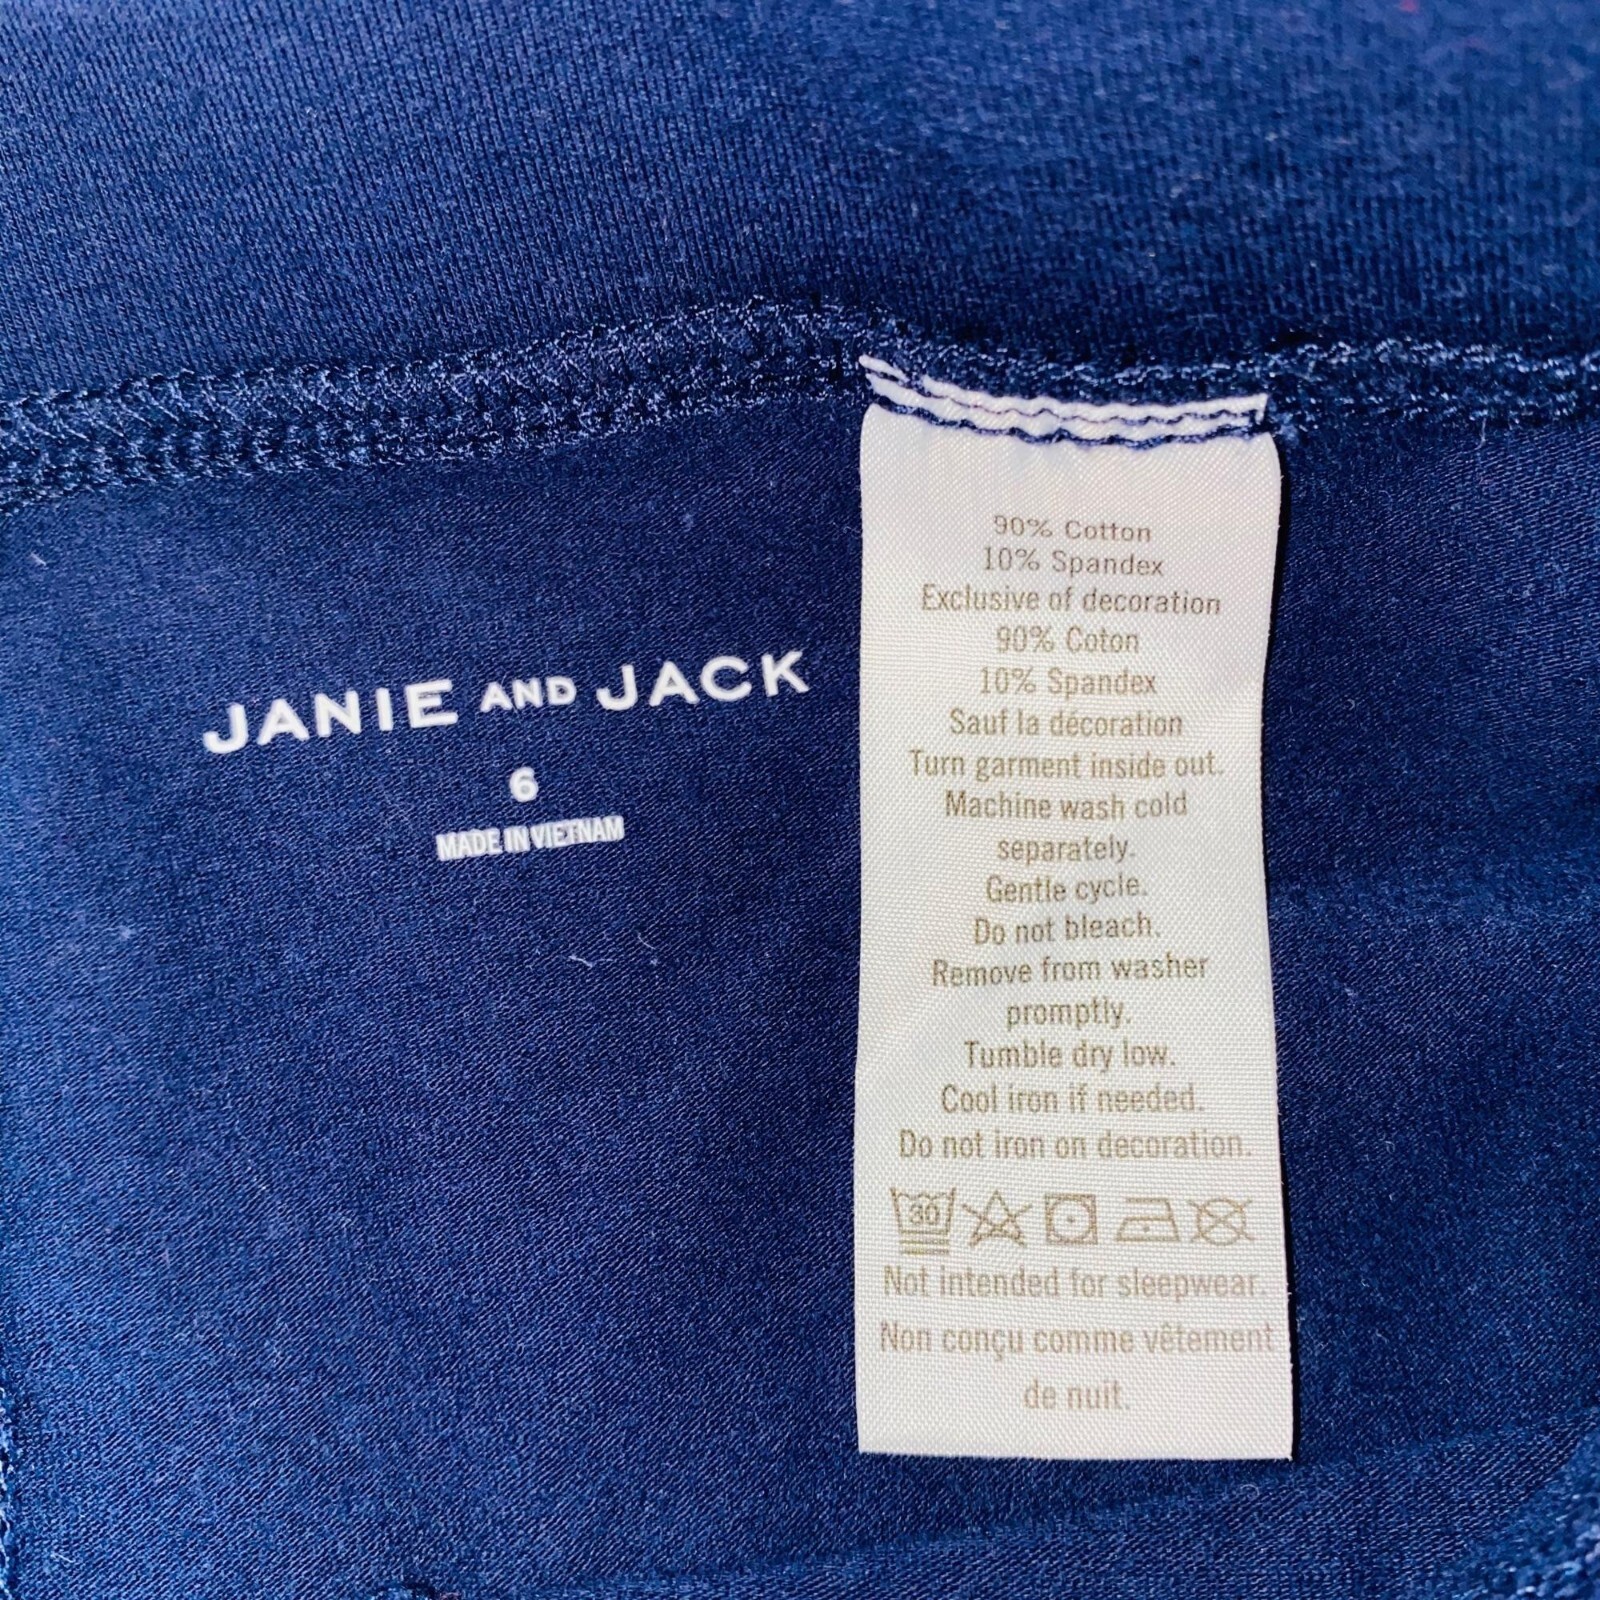 JANIE AND JACK
6
MADE IN VIETNAM
90% Cotton
10% Spandex
Exclusive of decoration
90% Coton
10% Spandex
Sauf la décoration
Turn garment inside out.
Machine wash cold
separately.
Gentle cycle.
Do not bleach.
Remove from washer
promptly.
Tumble dry low.
Cool iron if needed.
Do not iron on decoration.
30
Not intended for sleepwear.
Non conçu comme vêtement
de nuit.